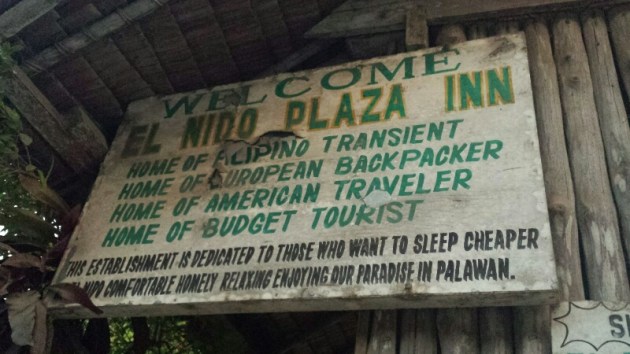 WELCOME
EL NIDO PLAZA INN
HOME OF FILIPINO TRANSIENT
HOME OF EUROPEAN BACKPACKER
HOME OF AMERICAN TRAVELER
HOME OF BUDGET TOURIST
THIS ESTABLISHMENT IS DEDICATED TO THOSE WHO WANT TO SLEEP CHEAPER
NIDO COMFORTABLE HOMELY RELAXING ENJOYING OUR PARADISE IN PALAWAN.